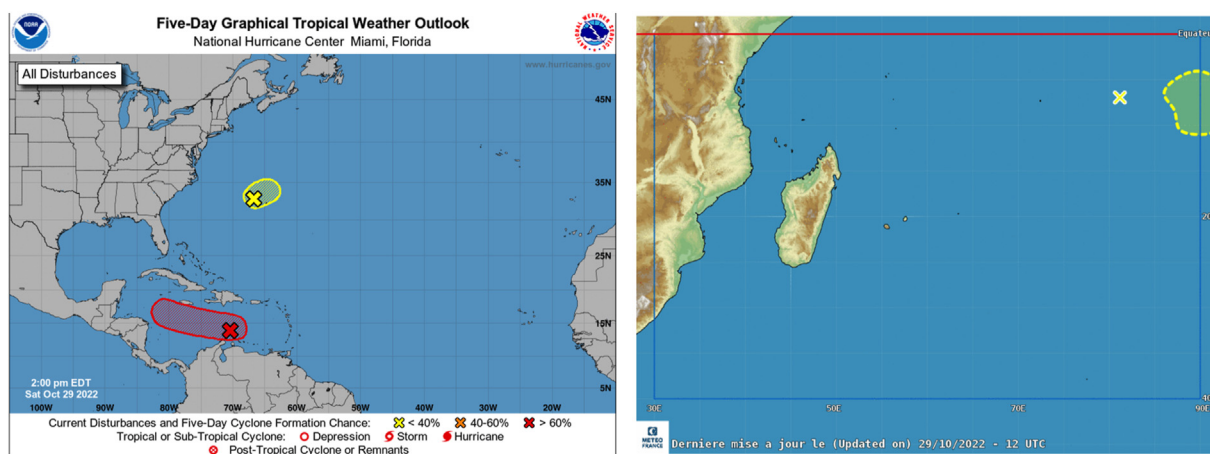 Five-Day Graphical Tropical Weather Outlook
National Hurricane Center Miami, Florida
NOAA
All Disturbances
www.hurricanes.gov
45N
35N
25N
15N
5N
2:00 pm EDT
Sat Oct 29 2022
100W 90W 80W 70W 60W 50W 40W 30W 20W
Current Disturbances and Five-Day Cyclone Formation Chance: < 40% 40-60% > 60%
Tropical or Sub-Tropical Cyclone: Depression Storm Hurricane
Post-Tropical Cyclone or Remnants
Equateu
20
40
30E 50E 70E 90E
METEO
FRANCE
Derniere mise a jour le (Updated on) 29/10/2022 - 12 UTC